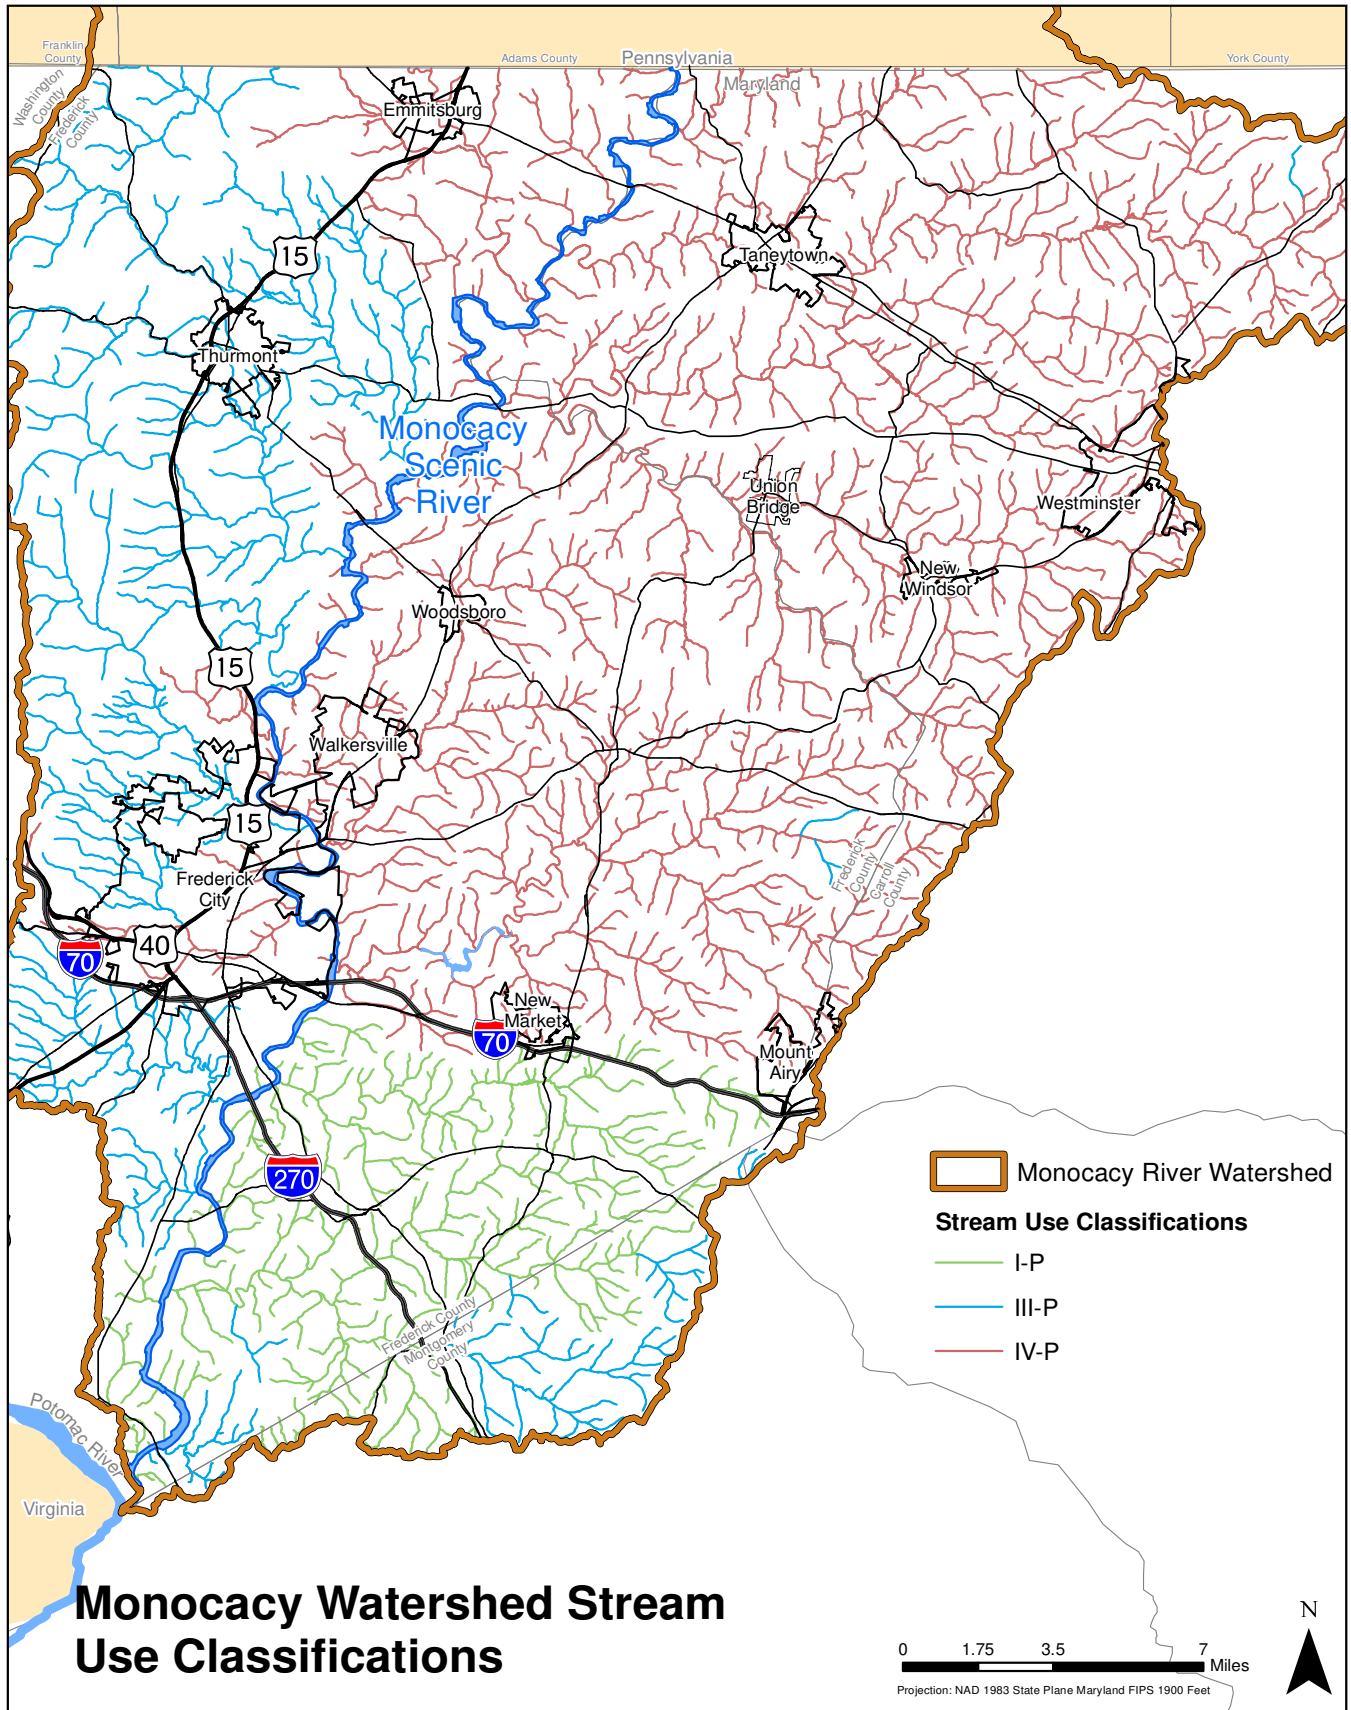 Franklin
County
Adams County
Pennsylvania
York County
Maryland
Washington
County
Frederick
County
Emmitsburg
15
Taneytown
Thurmont
Monocacy
Scenic
River
Union
Bridge
Westminster
New
Windsor
Woodsboro
15
Walkersville
15
Frederick
City
Frederick
County
Carroll
County
40
70
New
Market
70
Mount
Airy
270
Monocacy River Watershed
Stream Use Classifications
I-P
III-P
IV-P
Frederick County
Montgomery
County
Potomac River
Virginia
Monocacy Watershed Stream
Use Classifications
N
0 1.75 3.5 7
Miles
Projection: NAD 1983 State Plane Maryland FIPS 1900 Feet